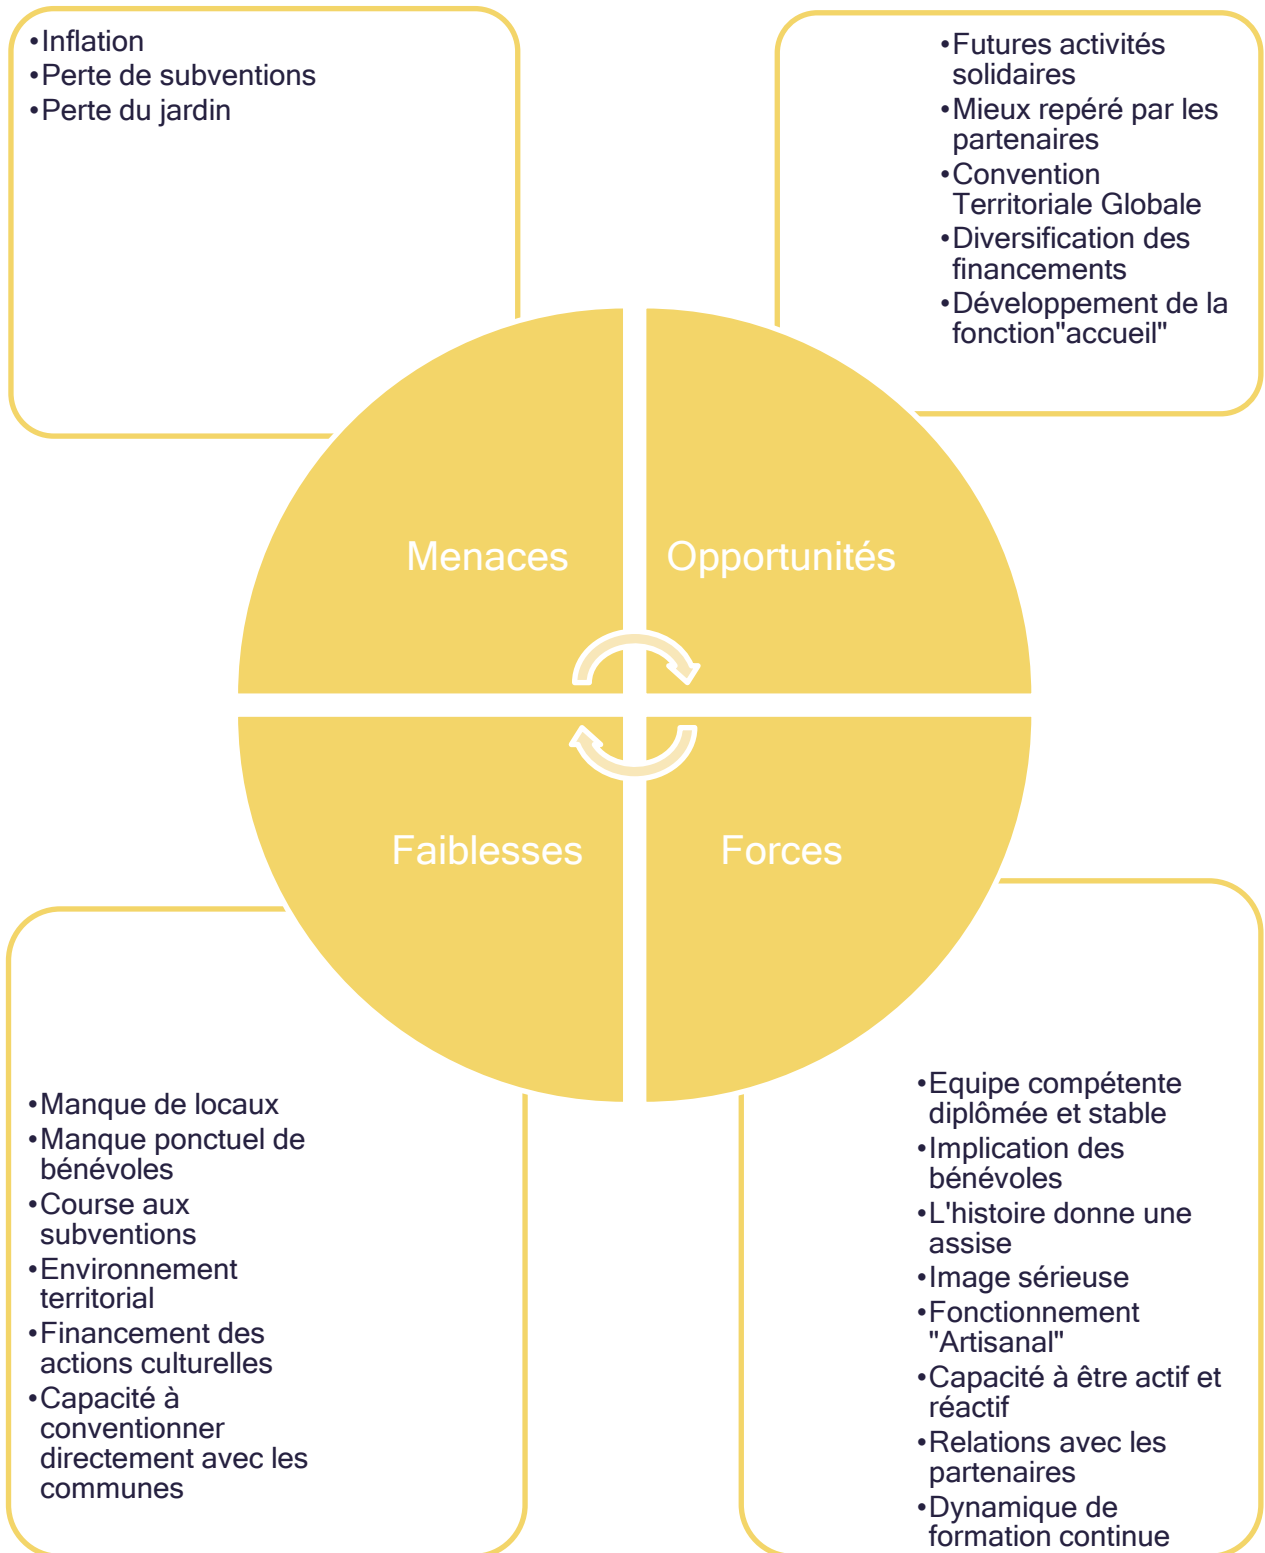 •Inflation
•Perte de subventions
•Perte du jardin
•Futures activités
solidaires
•Mieux repéré par les
partenaires
•Convention
Territoriale Globale
•Diversification des
financements
•Développement de la
fonction"accueil"
Menaces
Opportunités
Faiblesses
Forces
•Manque de locaux
•Manque ponctuel de
bénévoles
•Course aux
subventions
•Environnement
territorial
•Financement des
actions culturelles
•Capacité à
conventionner
directement avec les
communes
•Equipe compétente
diplômée et stable
•Implication des
bénévoles
•L'histoire donne une
assise
•Image sérieuse
•Fonctionnement
"Artisanal"
•Capacité à être actif et
réactif
•Relations avec les
partenaires
•Dynamique de
formation continue